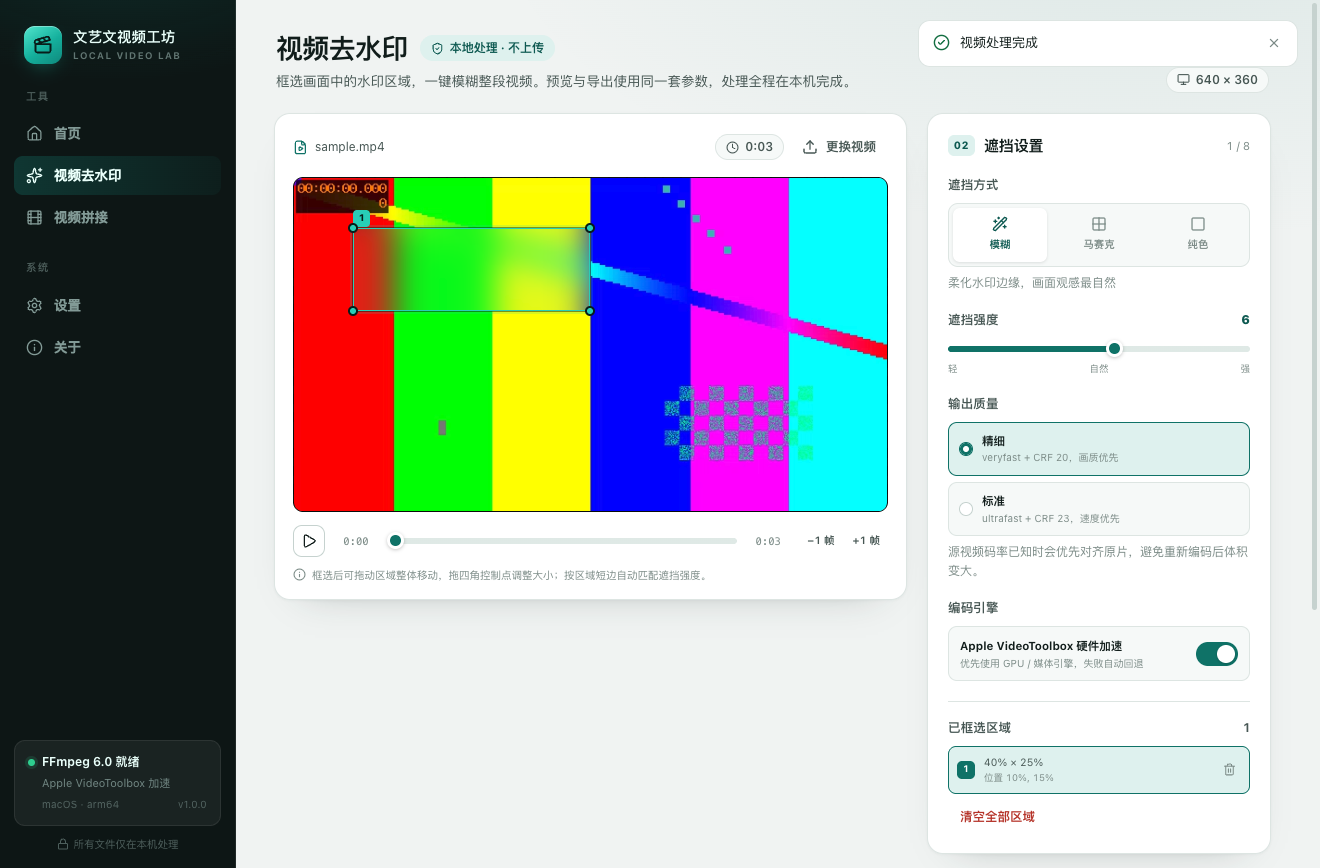 文艺文视频工坊
LOCAL VIDEO LAB
工具
首页
视频去水印
视频拼接
系统
设置
关于
FFmpeg 6.0 就绪
Apple VideoToolbox 加速
macOS · arm64 v1.0.0
所有文件仅在本机处理
视频去水印 本地处理 · 不上传
框选画面中的水印区域，一键模糊整段视频。预览与导出使用同一套参数，处理全程在本机完成。
视频处理完成
640 × 360
sample.mp4 0:03 更换视频
00:00:00.000
0
1
0:00 0:03 −1 帧 +1 帧
框选后可拖动区域整体移动，拖四角控制点调整大小；按区域短边自动匹配遮挡强度。
02 遮挡设置 1 / 8
遮挡方式
模糊 马赛克 纯色
柔化水印边缘，画面观感最自然
遮挡强度 6
轻 自然 强
输出质量
精细
veryfast + CRF 20，画质优先
标准
ultrafast + CRF 23，速度优先
源视频码率已知时会优先对齐原片，避免重新编码后体积
变大。
编码引擎
Apple VideoToolbox 硬件加速
优先使用 GPU / 媒体引擎，失败自动回退
已框选区域 1
1 40% × 25%
位置 10%, 15%
清空全部区域